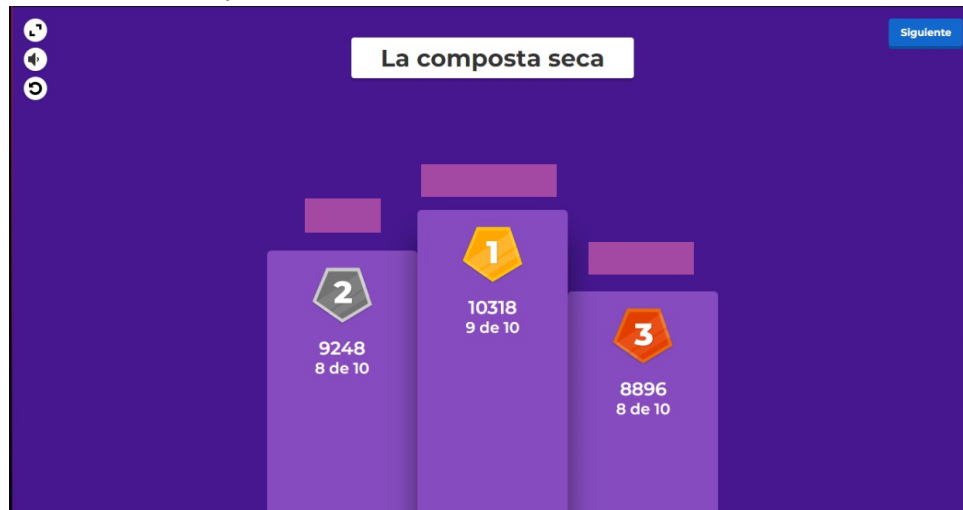 Siguiente
La composta seca
1
10318
9 de 10
2
9248
8 de 10
3
8896
8 de 10